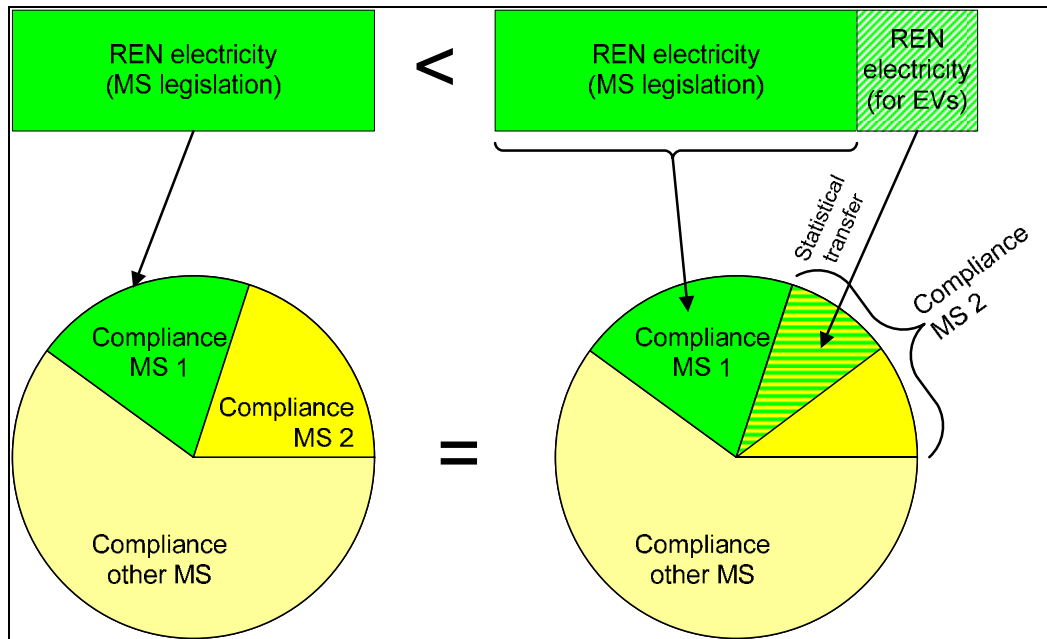 REN electricity
(MS legislation)
<
REN electricity
(MS legislation)
REN
electricity
(for EVs)
Statistical
transfer
Compliance
MS 2
Compliance
MS 1
Compliance
MS 2
Compliance
other MS
=
Compliance
MS 1
Compliance
other MS